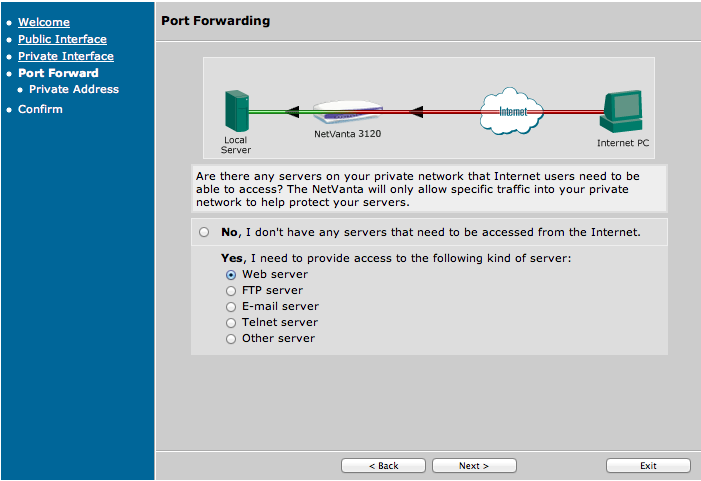 Welcome
Public Interface
Private Interface
Port Forward
Private Address
Confirm
Port Forwarding
Local
Server
NetVanta 3120
Internet
Internet PC
Are there any servers on your private network that Internet users need to be
able to access? The NetVanta will only allow specific traffic into your private
network to help protect your servers.
No, I don't have any servers that need to be accessed from the Internet.
Yes, I need to provide access to the following kind of server:
Web server
FTP server
E-mail server
Telnet server
Other server
< Back
Next >
Exit